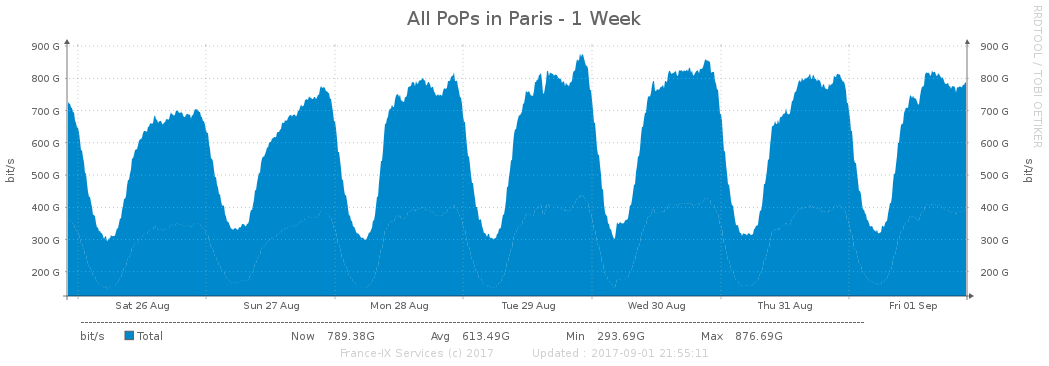 All PoPs in Paris - 1 Week
RRDTOOL / TOBI OETIKER
bit/s
900 G
800 G
700 G
600 G
500 G
400 G
300 G
200 G
900 G
800 G
700 G
600 G
500 G
400 G
300 G
200 G
bit/s
Sat 26 Aug Sun 27 Aug Mon 28 Aug Tue 29 Aug Wed 30 Aug Thu 31 Aug Fri 01 Sep
bit/s Total Now 789.38G Avg 613.49G Min 293.69G Max 876.69G
France-IX Services (c) 2017 Updated : 2017-09-01 21:55:11